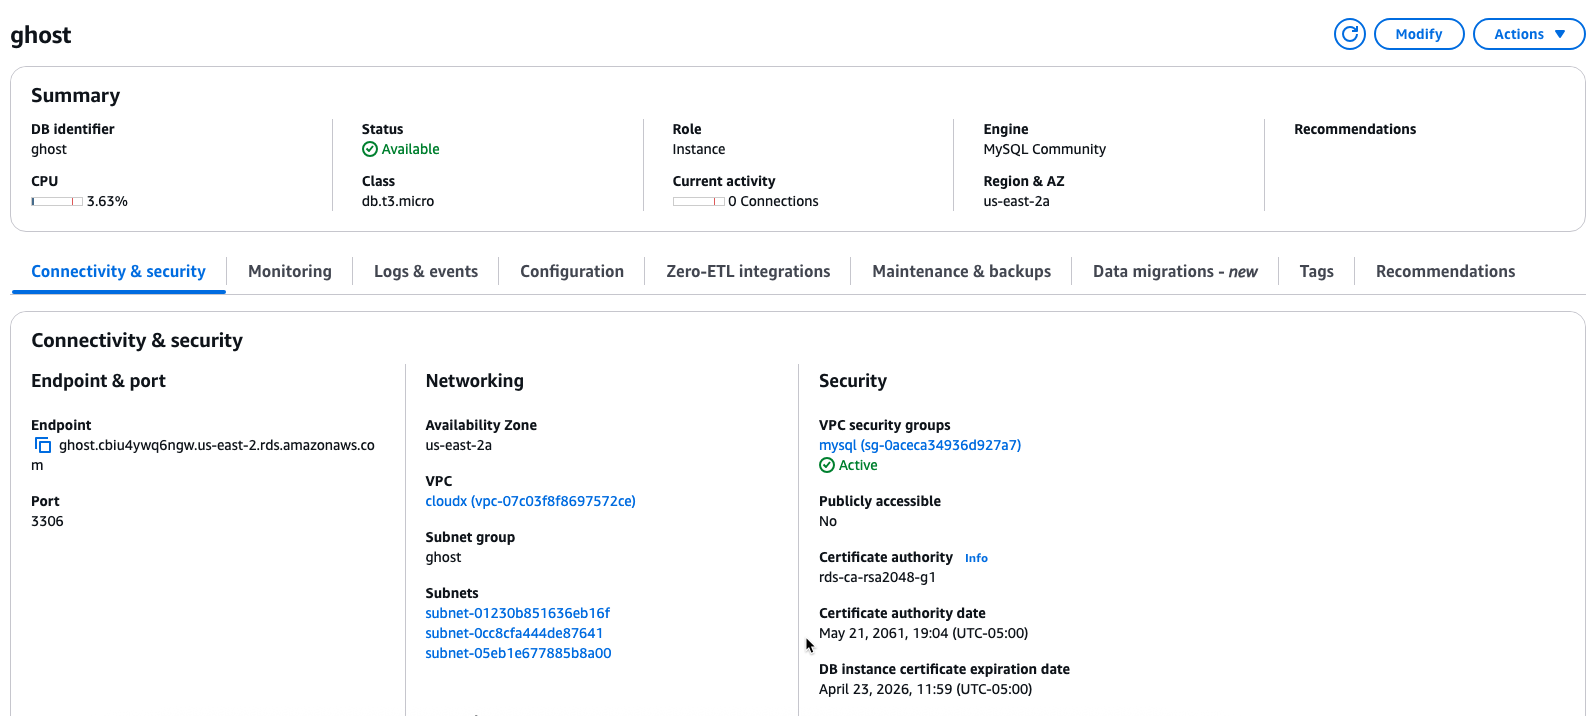 ghost
Modify
Actions
Summary
DB identifier
ghost
Status
Available
Role
Instance
Engine
MySQL Community
Recommendations
CPU
3.63%
Class
db.t3.micro
Current activity
0 Connections
Region & AZ
us-east-2a
Connectivity & security
Monitoring
Logs & events
Configuration
Zero-ETL integrations
Maintenance & backups
Data migrations - new
Tags
Recommendations
Connectivity & security
Endpoint & port
Endpoint
ghost.cbiu4ywq6ngw.us-east-2.rds.amazonaws.co
m
Port
3306
Networking
Availability Zone
us-east-2a
VPC
cloudx (vpc-07c03f8f8697572ce)
Subnet group
ghost
Subnets
subnet-01230b851636eb16f
subnet-0cc8cfa444de87641
subnet-05eb1e677885b8a00
Security
VPC security groups
mysql (sg-0aceca34936d927a7)
Active
Publicly accessible
No
Certificate authority Info
rds-ca-rsa2048-g1
Certificate authority date
May 21, 2061, 19:04 (UTC-05:00)
DB instance certificate expiration date
April 23, 2026, 11:59 (UTC-05:00)